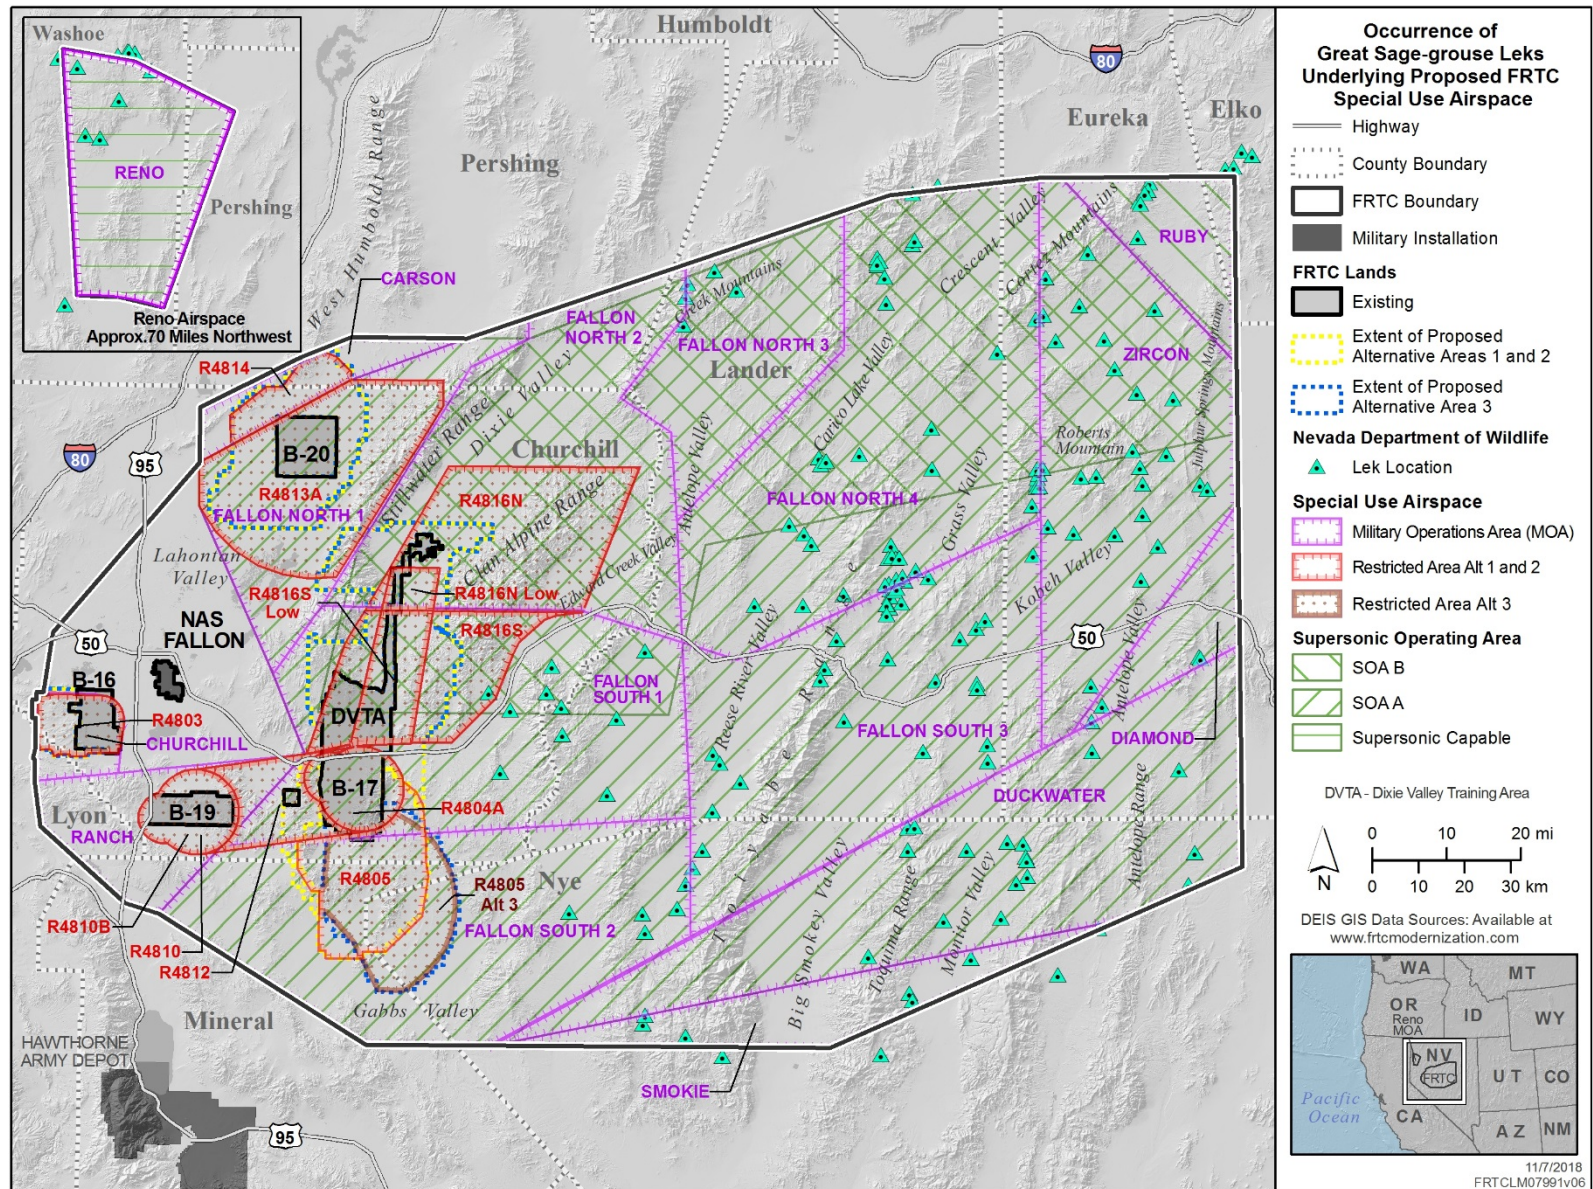 Washoe
RENO
Pershing
Reno Airspace
Approx.70 Miles Northwest
Humboldt
80
Eureka
Elko
Pershing
West Humboldt Range
CARSON
R4814
FALLON
NORTH 2
Creek Mountains
FALLON NORTH 3
Lander
Crescent Valley
Cortez Mountains
RUBY
ZIRCON
80
95
B-20
R4813A
FALLON NORTH 1
Stillwater Range
Dixie Valley
Churchill
R4816N
Clan Alpine Range
Antelope Valley
Carico Lake Valley
FALLON NORTH 4
Grass Valley
Roberts
Moumain
Julphur Springs Mountains
Lahontan
Valley
R4816S
Low
R4816N Low
Edward Creek Valley
R4816S
Kobeh Valley
NAS
FALLON
50
50
B-16
R4803
CHURCHILL
DVTA
FALLON
SOUTH 1
Reese River Valley
Toiyabe Range
FALLON SOUTH 3
Antelope Valley
DIAMOND
Lyon
RANCH
B-19
B-17
R4804A
DUCKWATER
Antelope Range
R4805
R4805
Alt 3
Nye
FALLON SOUTH 2
R4810B
R4810
R4812
Big Smokey Valley
Toquima Range
Monitor Valley
Mineral
Gabbs Valley
HAWTHORNE
ARMY DEPOT
SMOKIE
95
Occurrence of
Great Sage-grouse Leks
Underlying Proposed FRTC
Special Use Airspace
Highway
County Boundary
FRTC Boundary
Military Installation
FRTC Lands
Existing
Extent of Proposed
Alternative Areas 1 and 2
Extent of Proposed
Alternative Area 3
Nevada Department of Wildlife
Lek Location
Special Use Airspace
Military Operations Area (MOA)
Restricted Area Alt 1 and 2
Restricted Area Alt 3
Supersonic Operating Area
SOA B
SOA A
Supersonic Capable
DVTA - Dixie Valley Training Area
N
0 10 20 mi
0 10 20 30 km
DEIS GIS Data Sources: Available at
www.frtcmodernization.com
WA
MT
OR
Reno
MOA
ID
WY
NV
FRTC
UT
CO
Pacific
Ocean
CA
AZ
NM
11/7/2018
FRTCLM07991v06